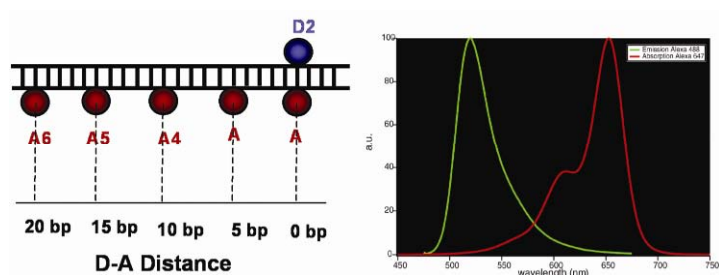 D2
A6 A5 A4 A A
20 bp 15 bp 10 bp 5 bp 0 bp
D-A Distance
100
80
60
40
20
0
a.u.
Emission Alexa 488
Absorption Alexa 647
450 500 550 600 650 700 750
wavelength (nm)